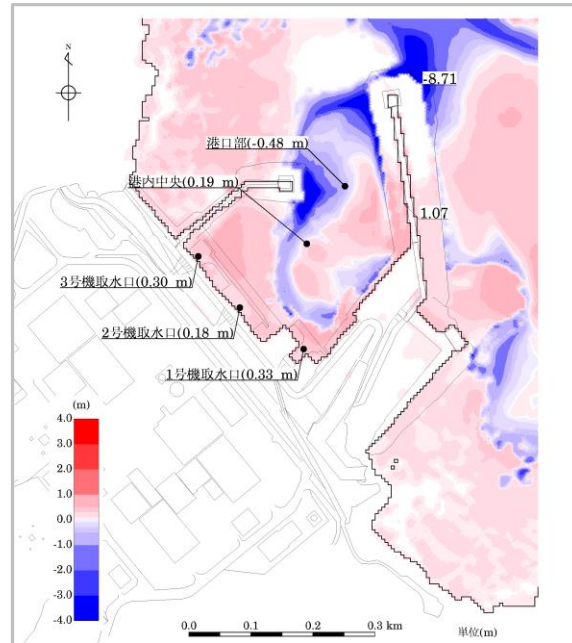 N
-8.71
港口部(-0.48 m)
港内中央(0.19 m)
1.07
3号機取水口(0.30 m)
2号機取水口(0.18 m)
1号機取水口(0.33 m)
(m)
4.0
3.0
2.0
1.0
0.0
-1.0
-2.0
-3.0
-4.0
0.0 0.1 0.2 0.3 km
単位(m)